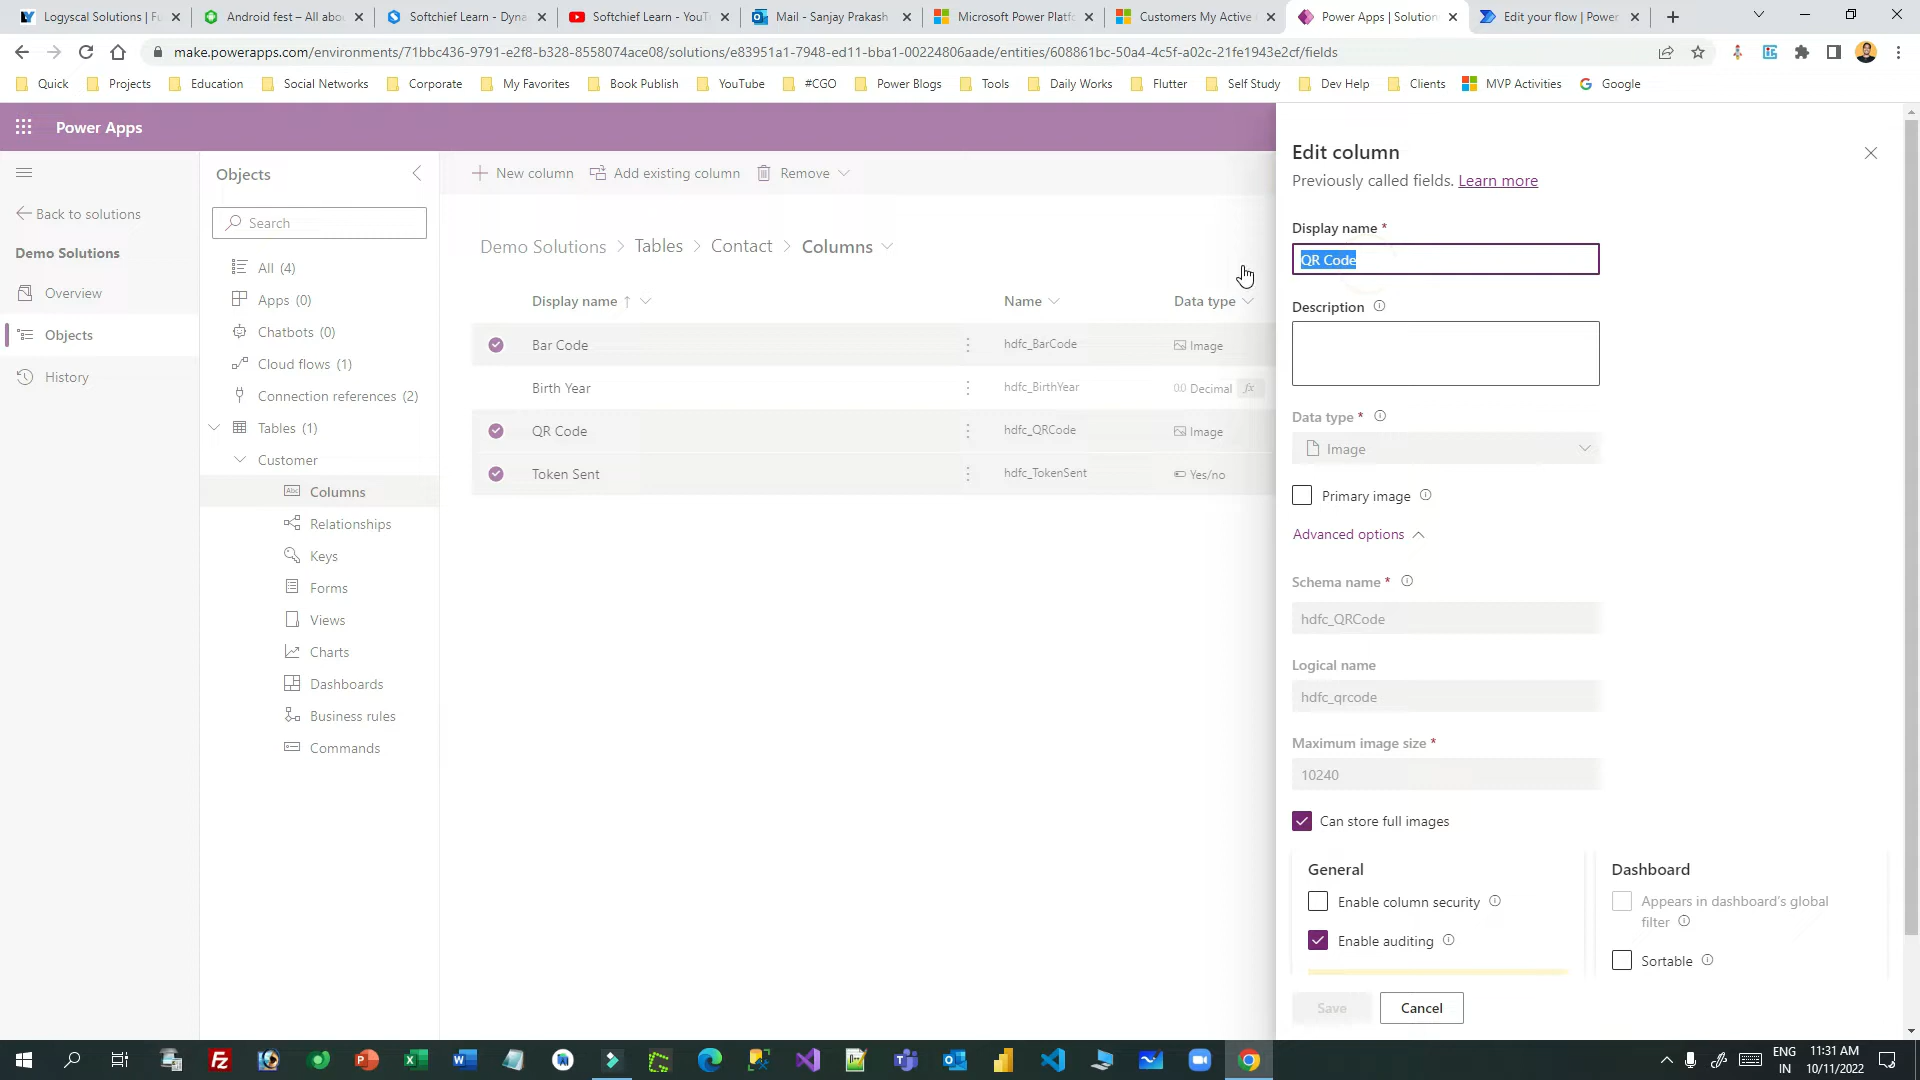 Logyscal Solutions | Fu
Android fest – All abou
Softchief Learn - Dyna
Softchief Learn - YouTu
Mail - Sanjay Prakash
Microsoft Power Platfo
Customers My Active
Power Apps | Solution
Edit your flow | Power
make.powerapps.com/environments/71bbc436-9791-e2f8-b328-8558074ace08/solutions/e83951a1-7948-ed11-bba1-00224806aade/entities/608861bc-50a4-4c5f-a02c-21fe1943e2cf/fields
Quick
Projects
Education
Social Networks
Corporate
My Favorites
Book Publish
YouTube
#CGO
Power Blogs
Tools
Daily Works
Flutter
Self Study
Dev Help
Clients
MVP Activities
Google
Power Apps
Back to solutions
Demo Solutions
Overview
Objects
History
Objects
Search
All (4)
Apps (0)
Chatbots (0)
Cloud flows (1)
Connection references (2)
Tables (1)
Customer
Columns
Relationships
Keys
Forms
Views
Charts
Dashboards
Business rules
Commands
New column
Add existing column
Remove
Demo Solutions > Tables > Contact > Columns
Display name ↑ Name Data type
Bar Code hdfc_BarCode Image
Birth Year hdfc_BirthYear 0.0 Decimal fx
QR Code hdfc_QRCode Image
Token Sent hdfc_TokenSent Yes/no
Edit column
Previously called fields. Learn more
Display name *
QR Code
Description
Data type *
Image
Primary image
Advanced options
Schema name *
hdfc_QRCode
Logical name
hdfc_qrcode
Maximum image size *
10240
Can store full images
General
Enable column security
Enable auditing
Dashboard
Appears in dashboard's global
filter
Sortable
Save
Cancel
ENG
IN
11:31 AM
10/11/2022